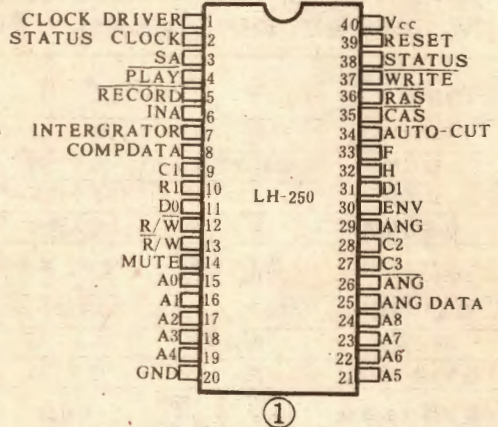 CLOCK DRIVER 1 40 Vcc
STATUS CLOCK 2 39 RESET
SA 3 38 STATUS
PLAY 4 37 WRITE
RECORD 5 36 RAS
INA 6 35 CAS
INTERGRATOR 7 34 AUTO-CUT
COMPDATA 8 33 F
C1 9 32 H
R1 10 31 D1
LH-250
D0 11 30 ENV
R/W 12 29 ANG
R/W 13 28 C2
MUTE 14 27 C3
A0 15 26 ANG
A1 16 25 ANG DATA
A2 17 24 A8
A3 18 23 A7
A4 19 22 A6
GND 20 21 A5
①